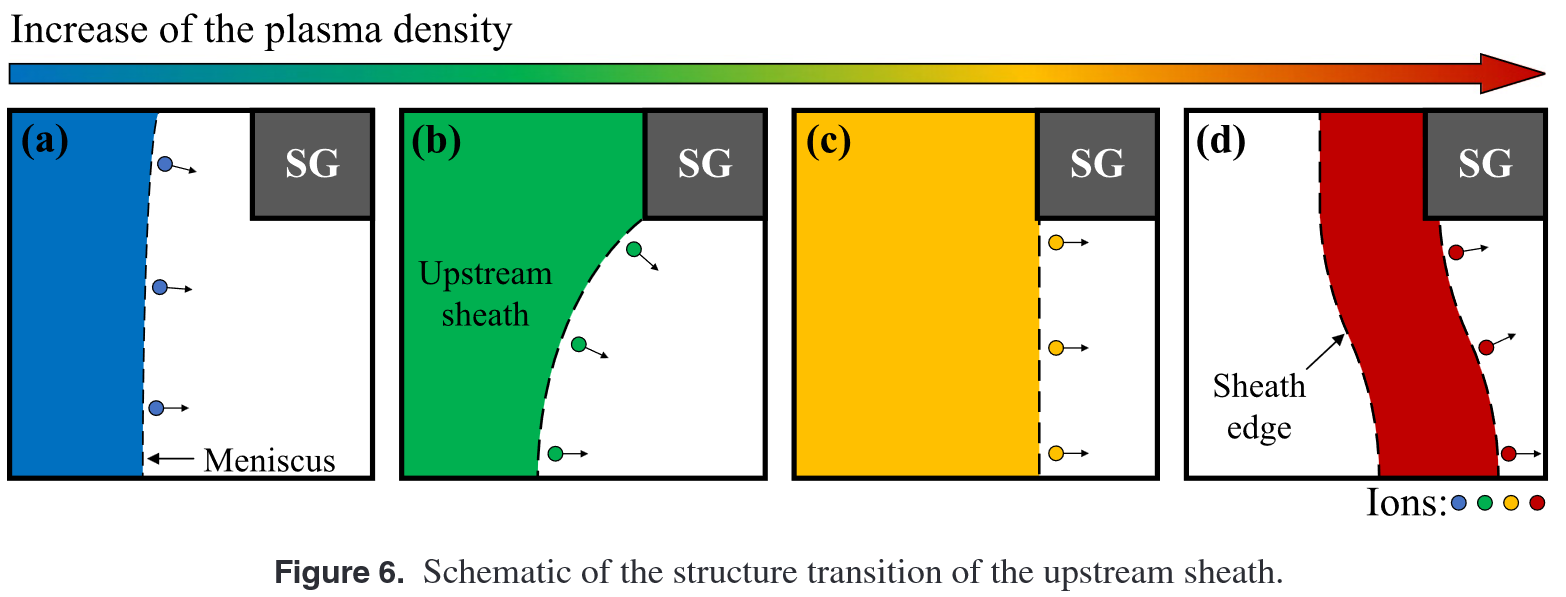 Increase of the plasma density
(a)
SG
Meniscus
(b)
SG
Upstream
sheath
(c)
SG
(d)
SG
Sheath
edge
Ions:
Figure 6. Schematic of the structure transition of the upstream sheath.